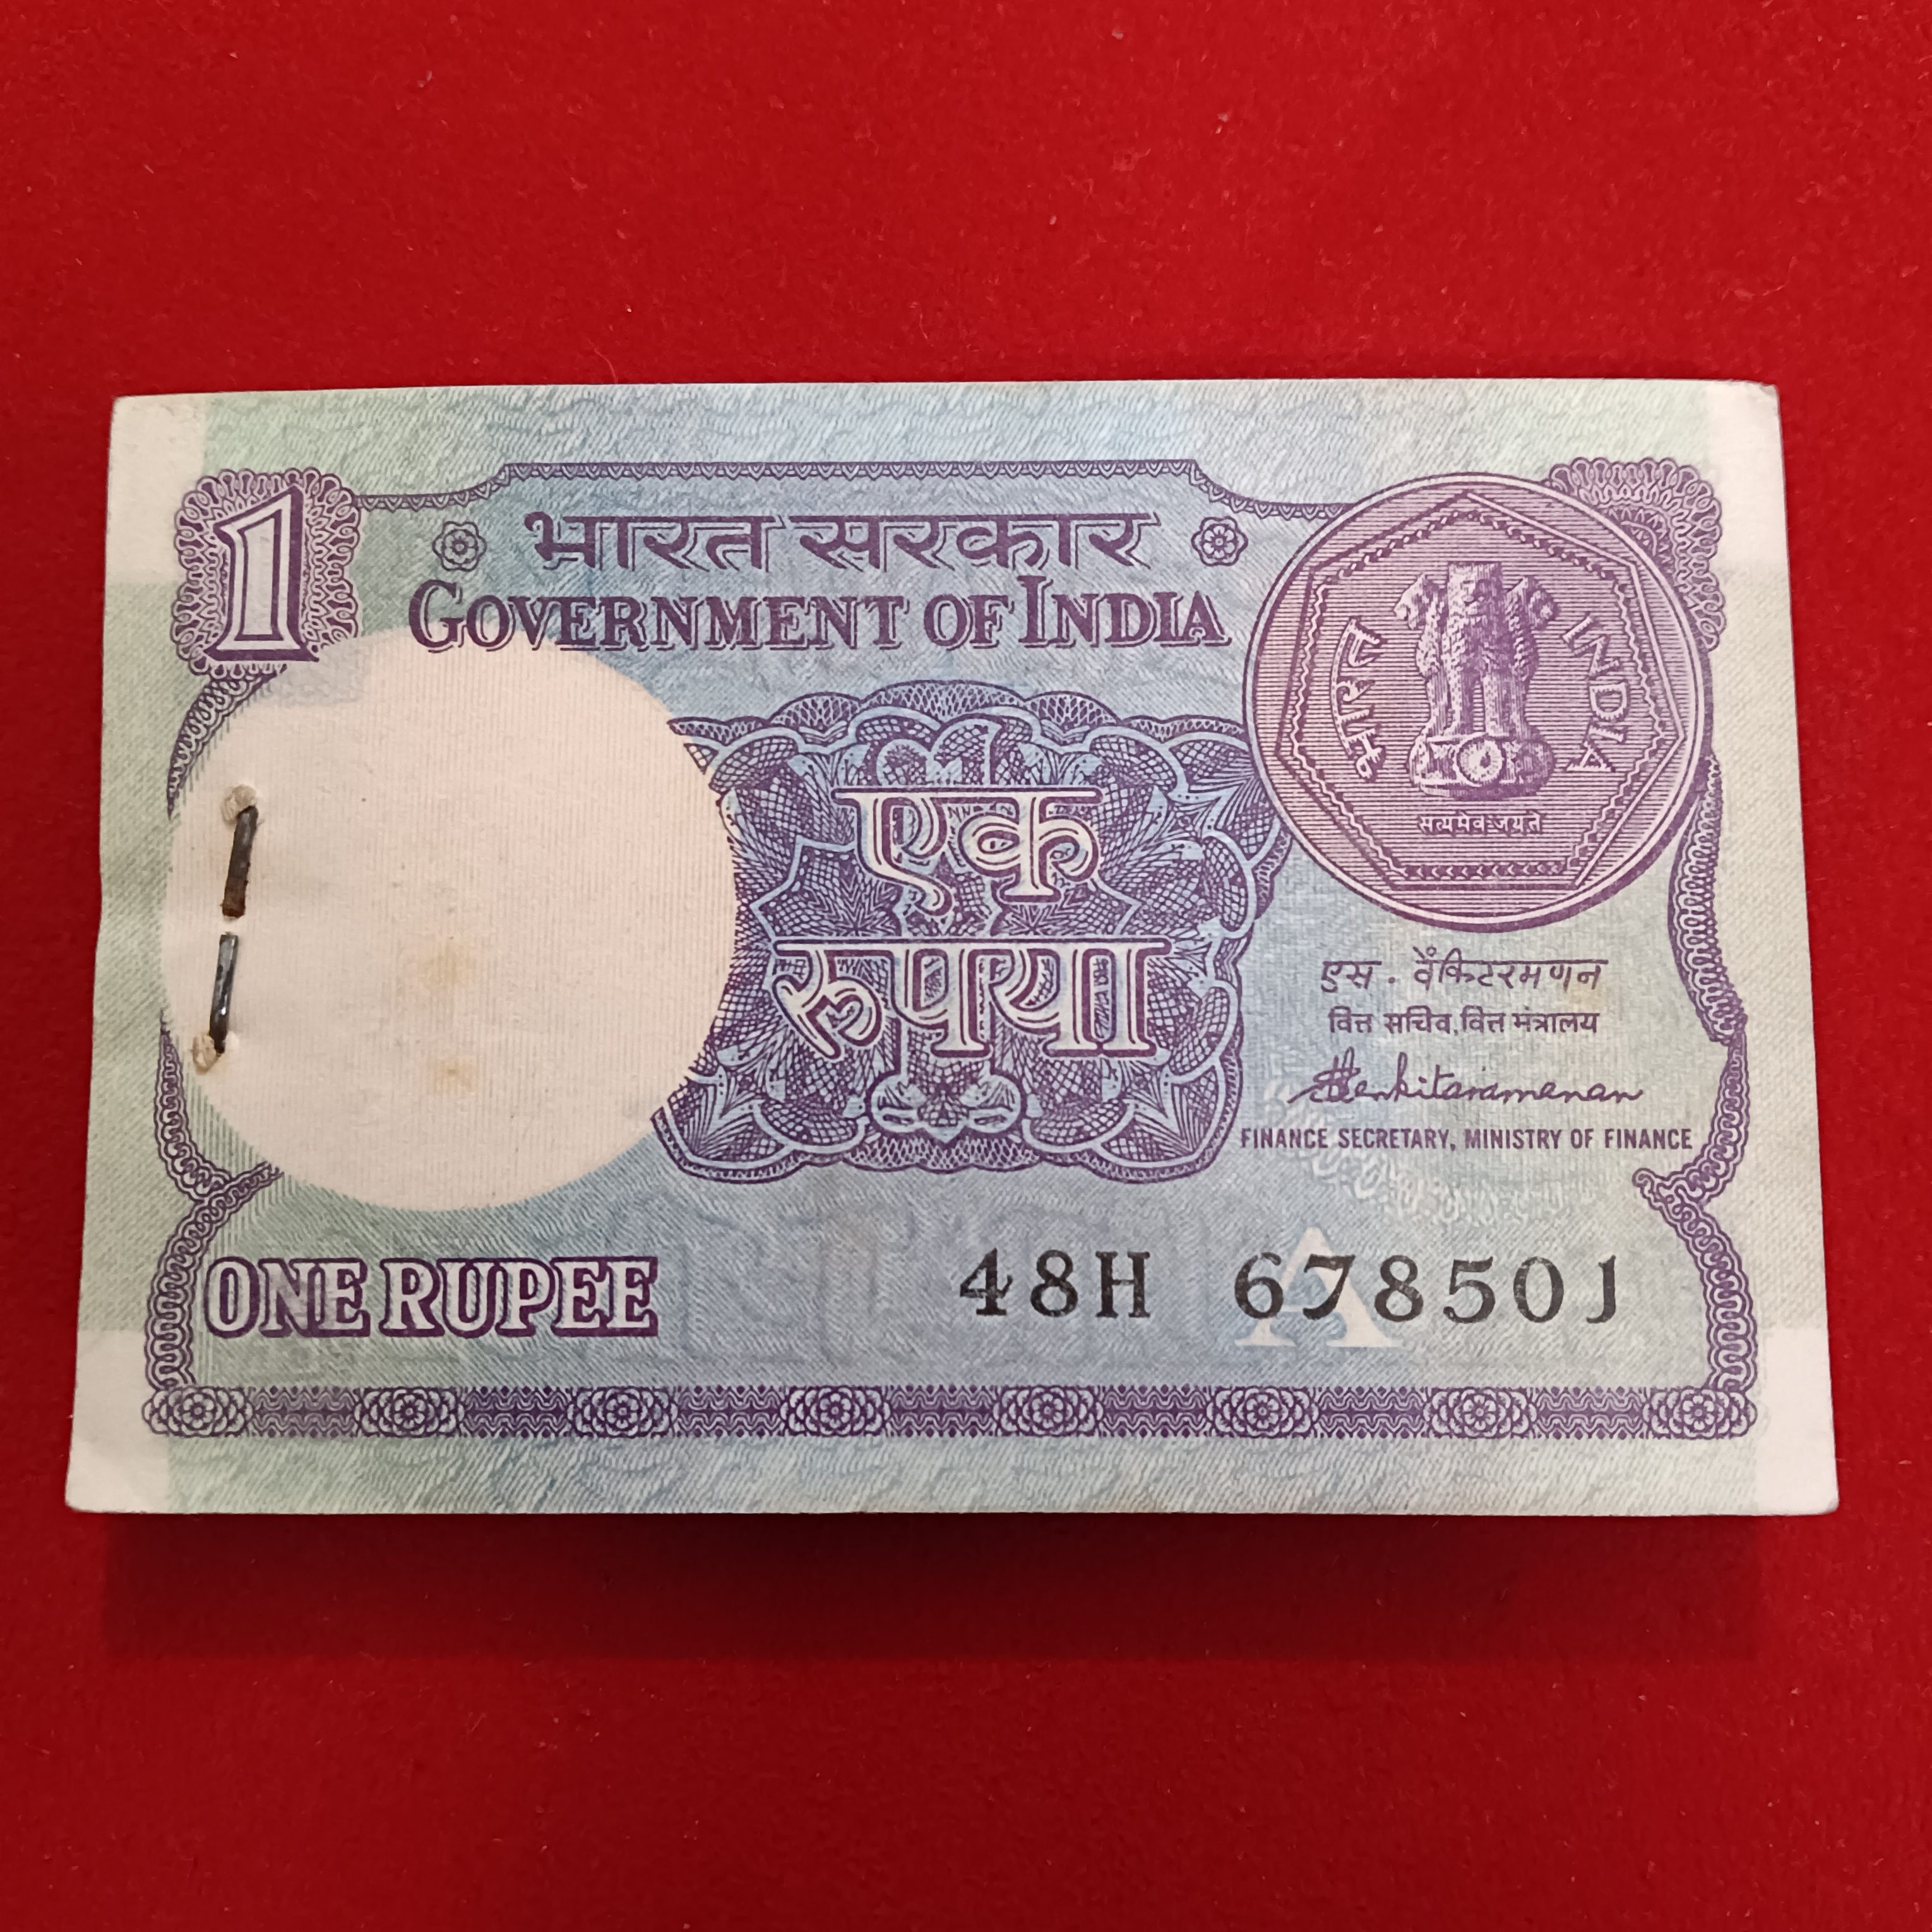 1
भारत सरकार
GOVERNMENT OF INDIA
भारत
INDIA
सत्यमेव जयते
एक
रूपया
एस. वेंकिटरमणन
वित्त सचिव, वित्त मंत्रालय
SVenkitaramanan
FINANCE SECRETARY, MINISTRY OF FINANCE
ONE RUPEE
48H 678501
A